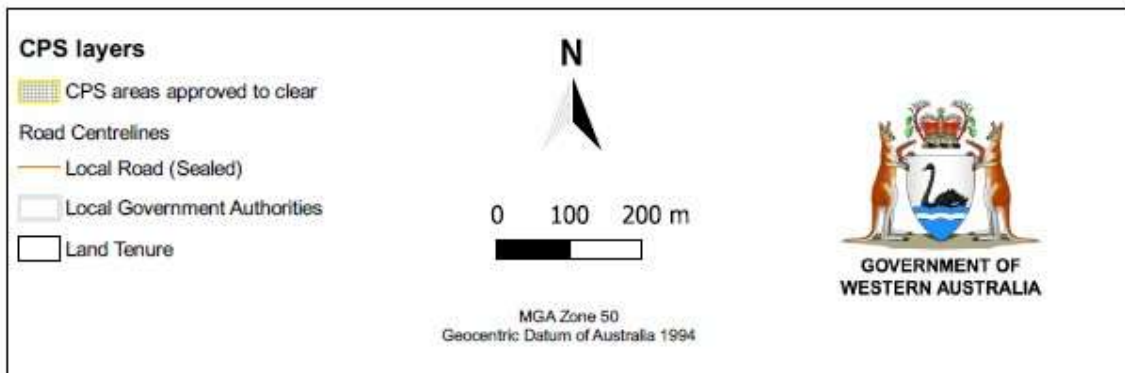 CPS layers
CPS areas approved to clear
Road Centrelines
Local Road (Sealed)
Local Government Authorities
Land Tenure
N
0 100 200 m
MGA Zone 50
Geocentric Datum of Australia 1994
GOVERNMENT OF
WESTERN AUSTRALIA